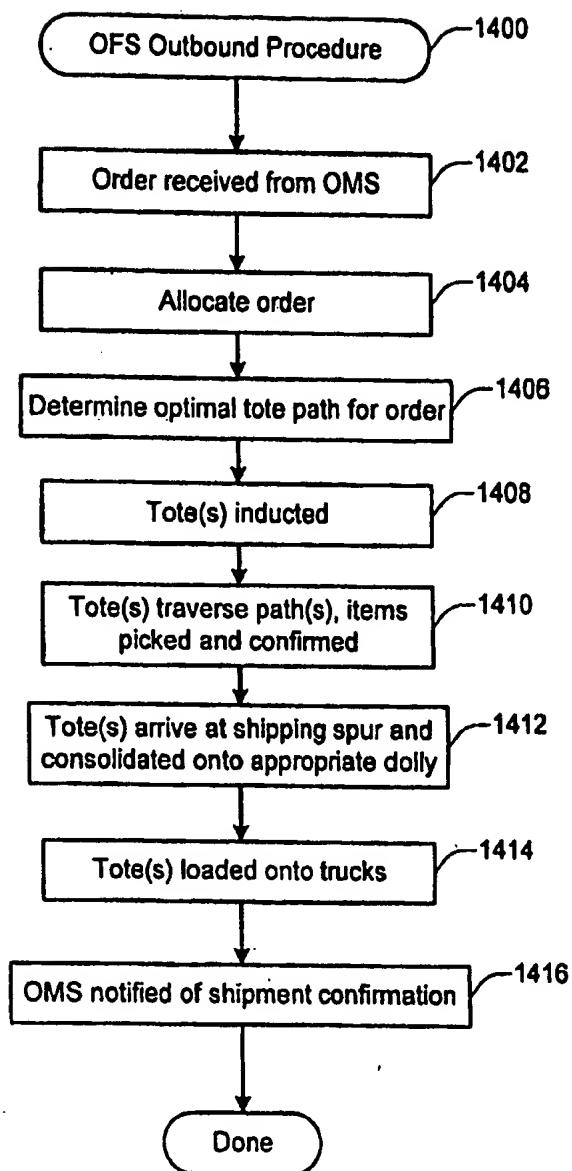 OFS Outbound Procedure
1400
Order received from OMS
1402
Allocate order
1404
Determine optimal tote path for order
1406
Tote(s) inducted
1408
Tote(s) traverse path(s), items
picked and confirmed
1410
Tote(s) arrive at shipping spur and
consolidated onto appropriate dolly
1412
Tote(s) loaded onto trucks
1414
OMS notified of shipment confirmation
1416
Done